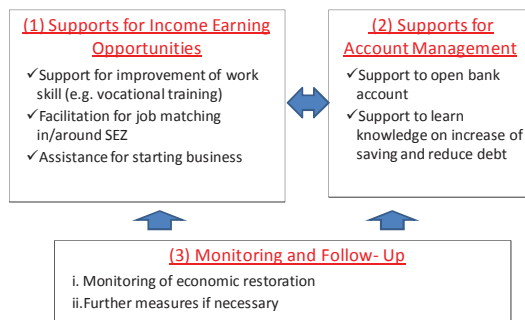 (1) Supports for Income Earning
Opportunities
✓Support for improvement of work
skill (e.g. vocational training)
✓Facilitation for job matching
in/around SEZ
✓Assistance for starting business
(2) Supports for
Account Management
✓Support to open bank
account
✓Support to learn
knowledge on increase of
saving and reduce debt
(3) Monitoring and Follow- Up
i. Monitoring of economic restoration
ii.Further measures if necessary